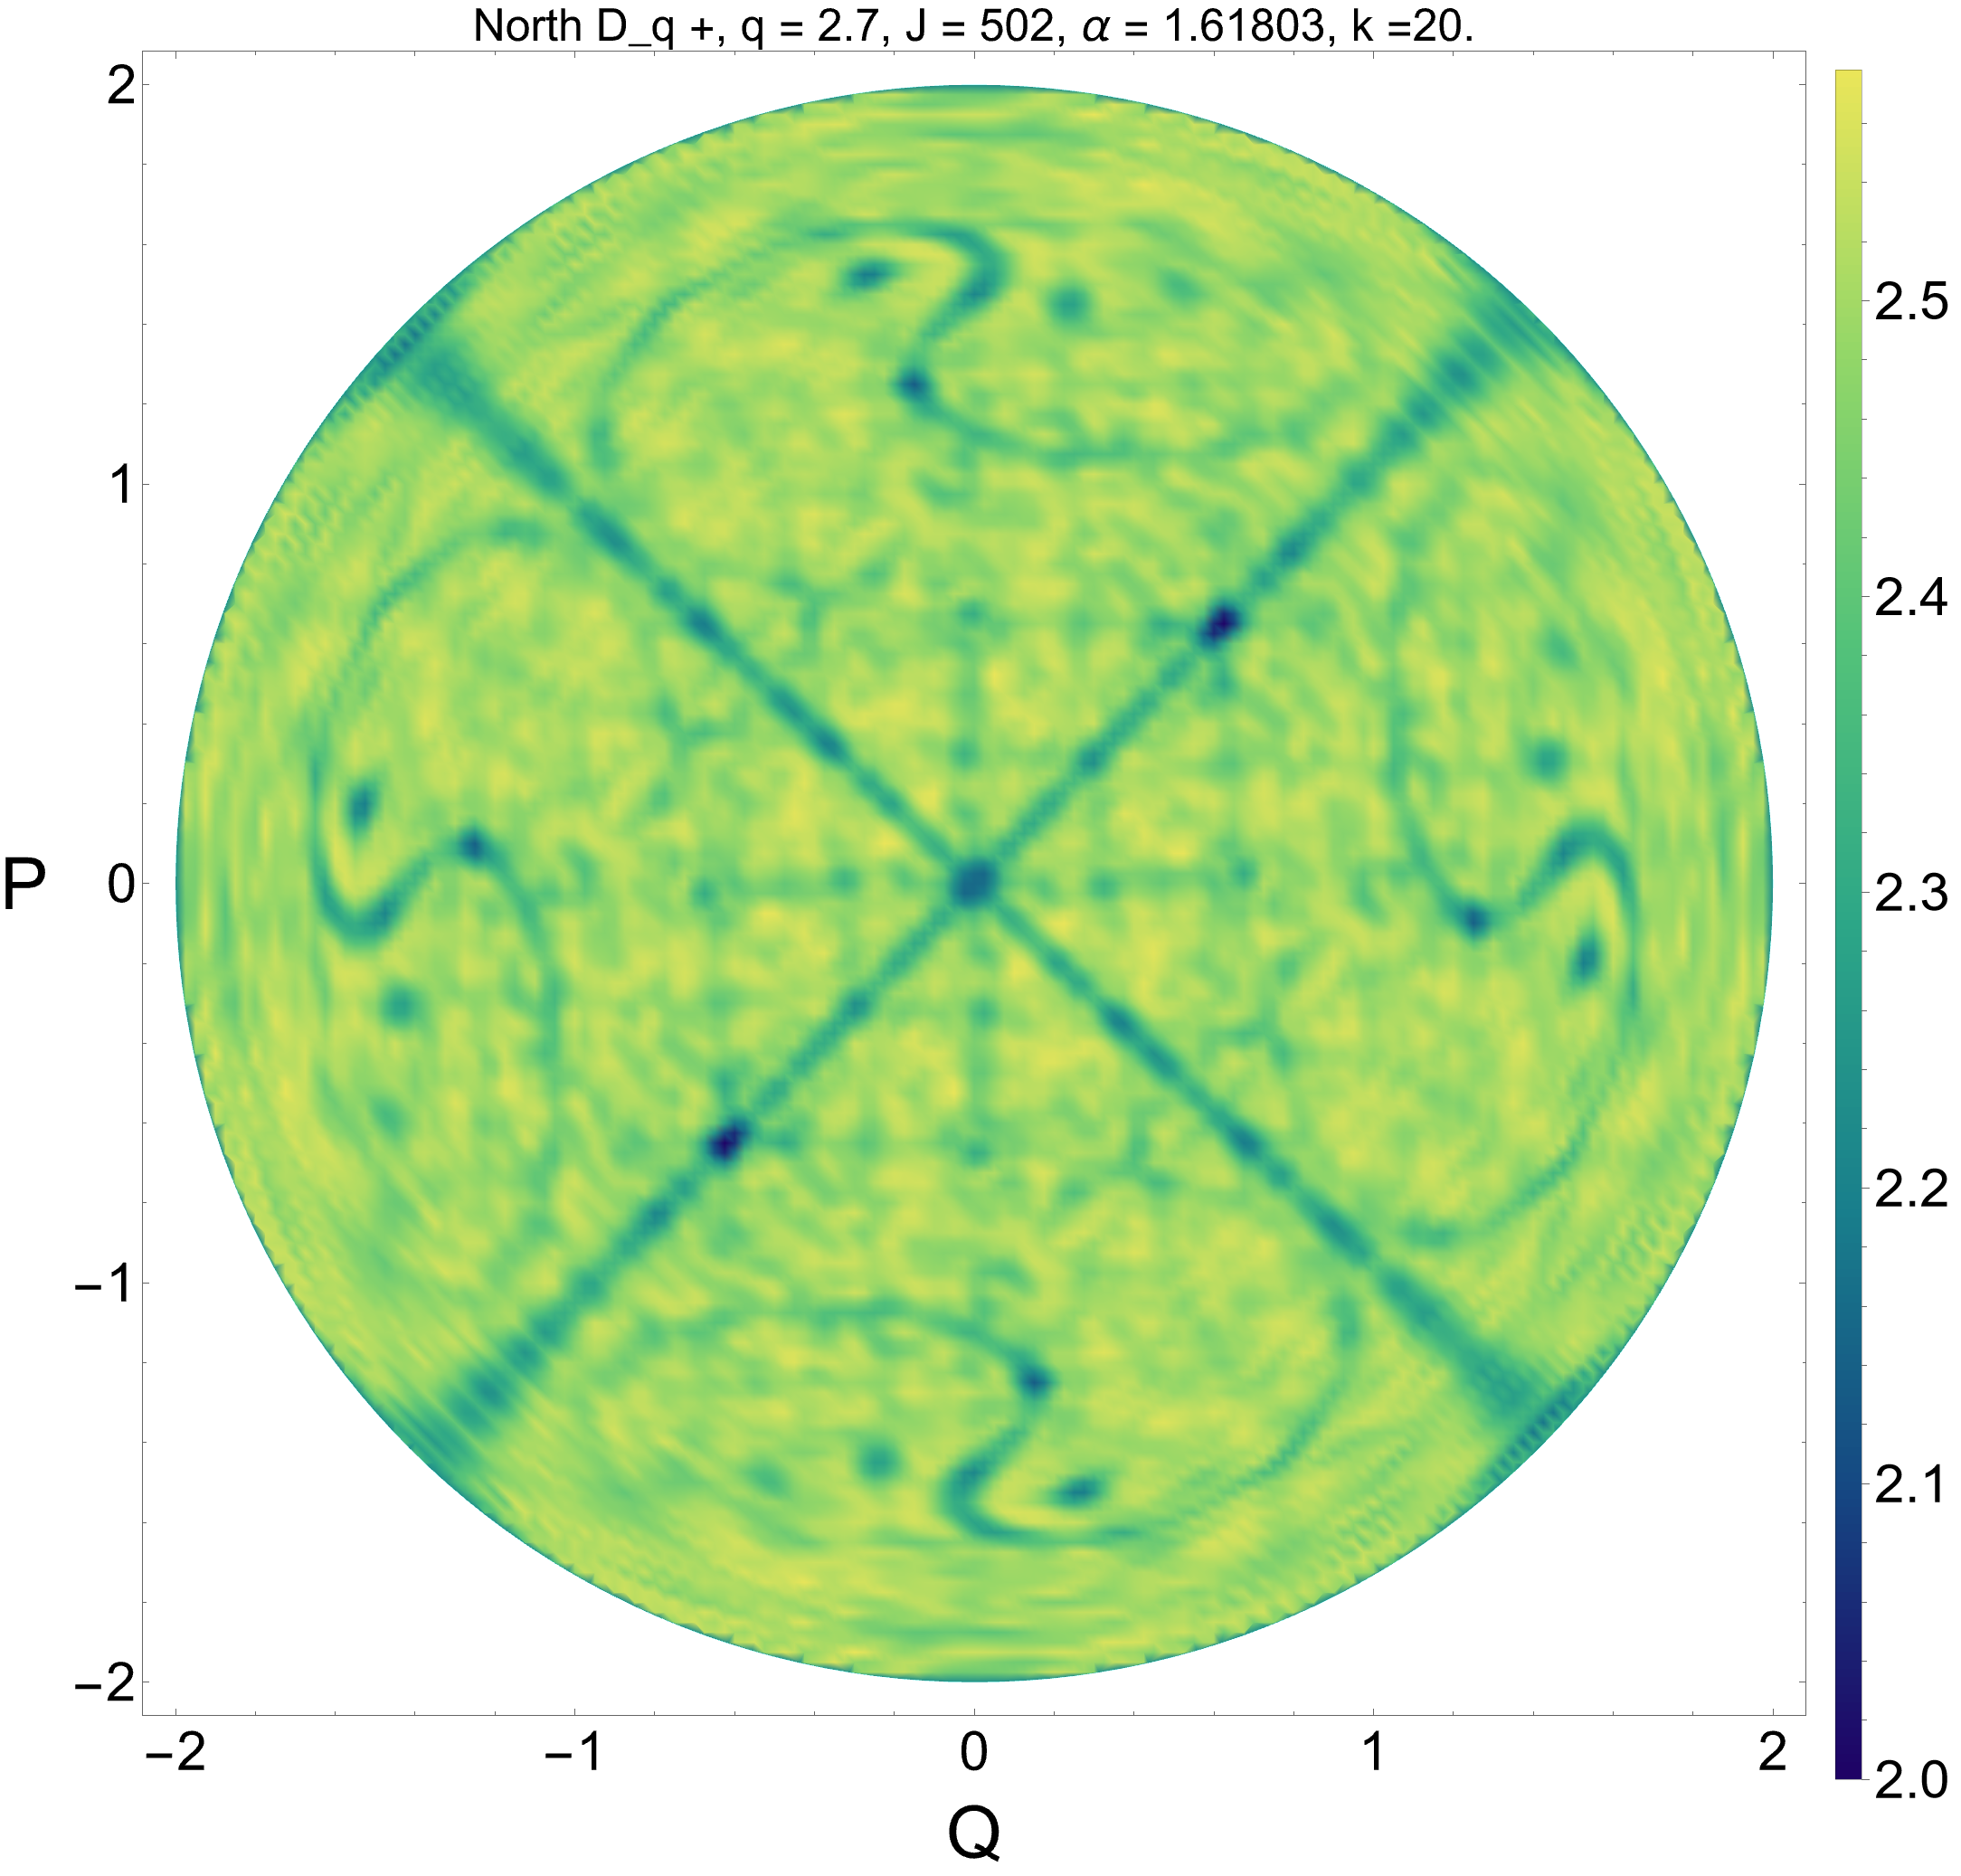 North D_q +, q = 2.7, J = 502, α = 1.61803, k =20.
2
1
0
−1
−2
P
−2 −1 0 1 2
Q
2.5
2.4
2.3
2.2
2.1
2.0